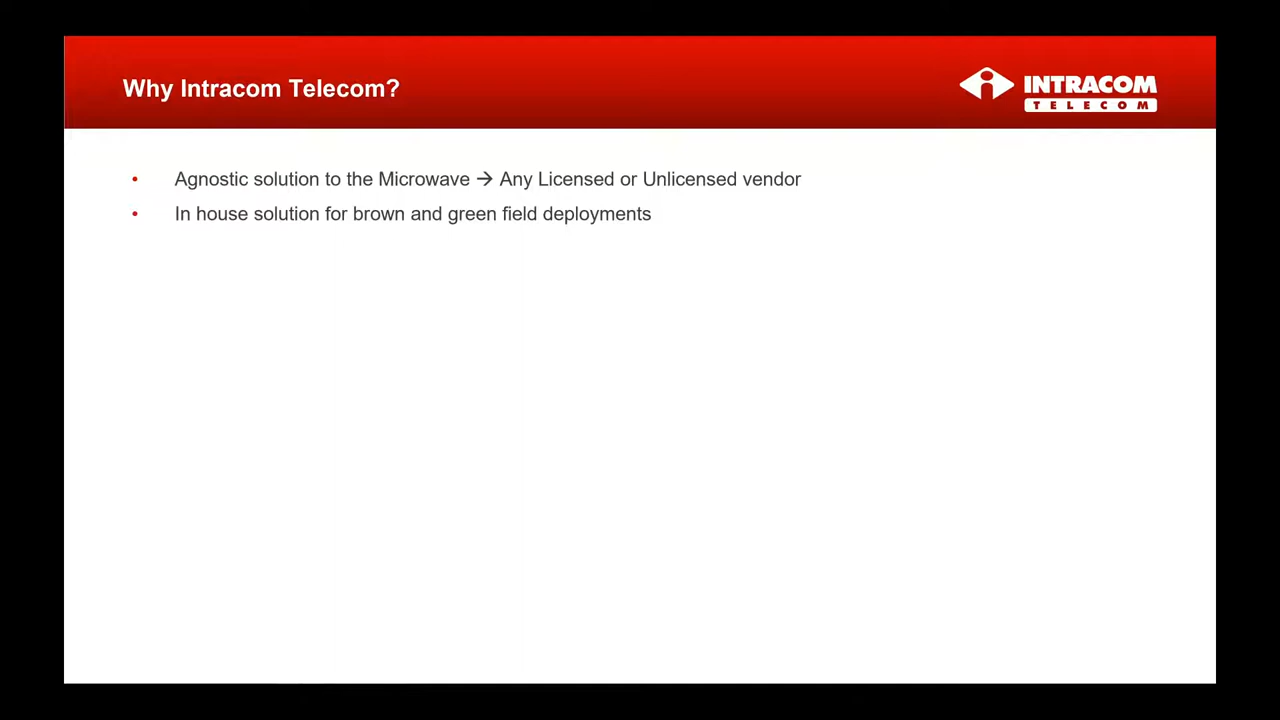 Why Intracom Telecom?
INTRACOM
TELECOM
• Agnostic solution to the Microwave → Any Licensed or Unlicensed vendor
• In house solution for brown and green field deployments